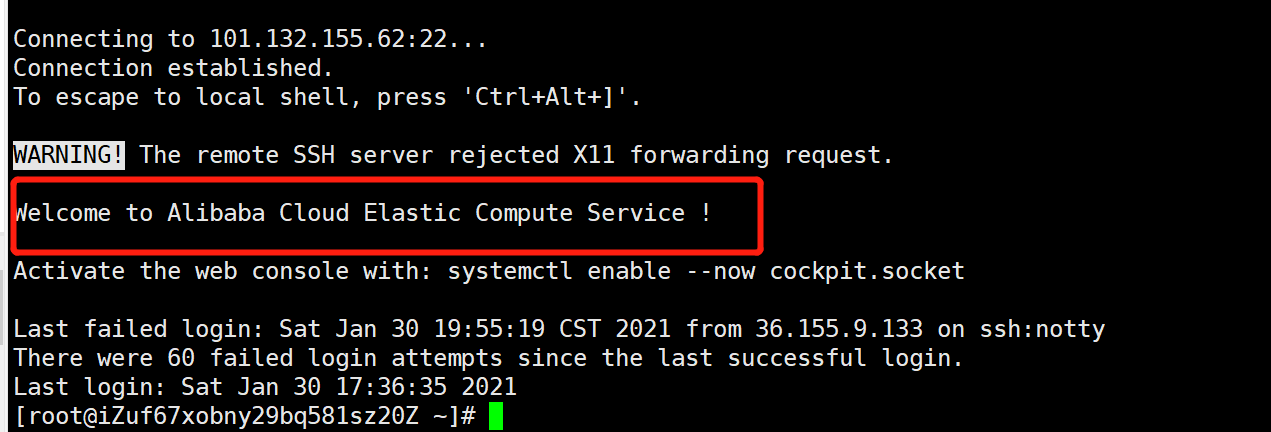 Connecting to 101.132.155.62:22...
Connection established.
To escape to local shell, press 'Ctrl+Alt+]'.
WARNING! The remote SSH server rejected X11 forwarding request.
Welcome to Alibaba Cloud Elastic Compute Service !
Activate the web console with: systemctl enable --now cockpit.socket
Last failed login: Sat Jan 30 19:55:19 CST 2021 from 36.155.9.133 on ssh:notty
There were 60 failed login attempts since the last successful login.
Last login: Sat Jan 30 17:36:35 2021
[root@iZuf67xobny29bq581sz20Z ~]#